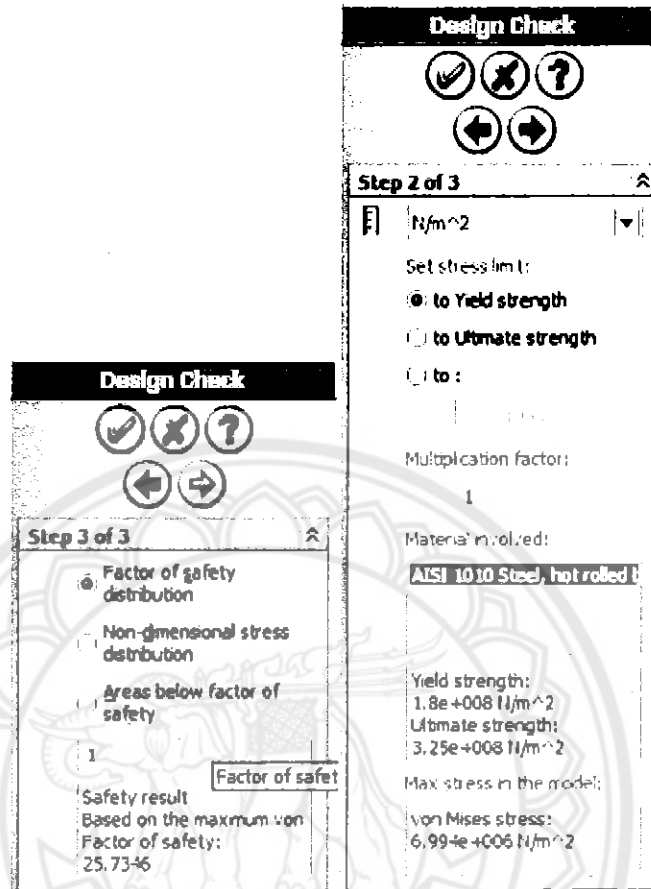 Design Check
Step 2 of 3
N/m^2
Set stress limit:
to Yield strength
to Ultimate strength
to :
Multiplication factor:
1
Material involved:
AISI 1010 Steel, hot rolled b
Yield strength:
1.8e+008 N/m^2
Ultimate strength:
3.25e+008 N/m^2
Max stress in the model:
von Mises stress:
6.994e+006 N/m^2
Design Check
Step 3 of 3
Factor of safety
distribution
Non-dimensional stress
distribution
Areas below factor of
safety
1
Factor of safet
Safety result
Based on the maximum von
Factor of safety:
25.7346